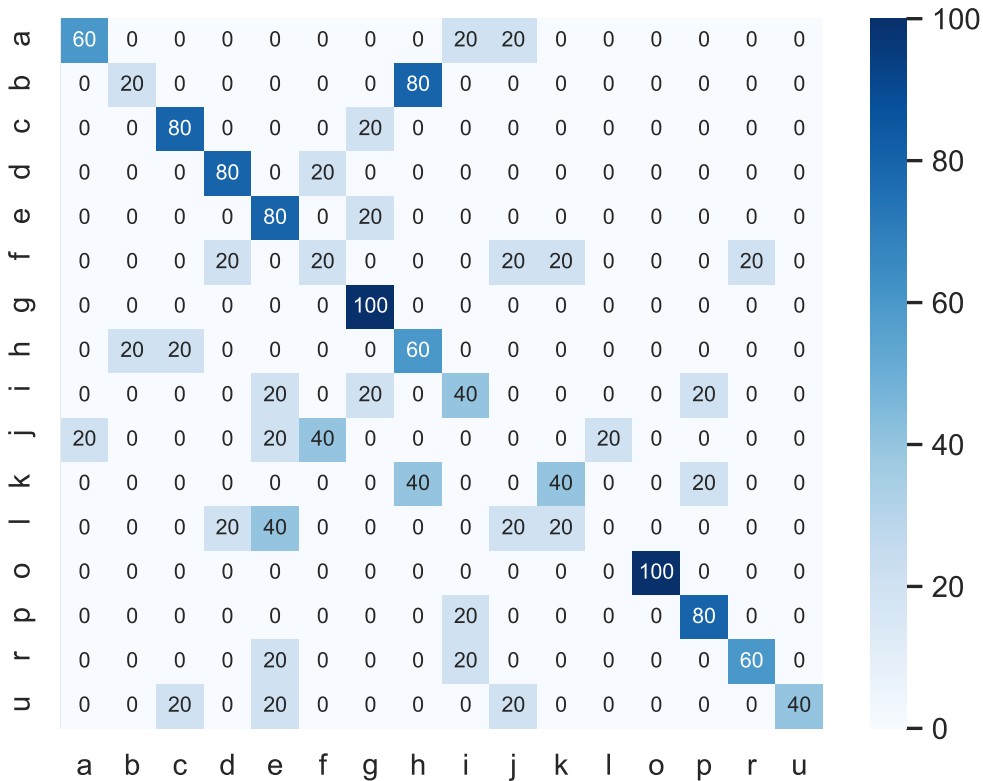 a 60 0 0 0 0 0 0 0 20 20 0 0 0 0 0 0
b 0 20 0 0 0 0 0 80 0 0 0 0 0 0 0 0
c 0 0 80 0 0 0 20 0 0 0 0 0 0 0 0 0
d 0 0 0 80 0 20 0 0 0 0 0 0 0 0 0 0
e 0 0 0 0 80 0 20 0 0 0 0 0 0 0 0 0
f 0 0 0 20 0 20 0 0 0 20 20 0 0 0 20 0
g 0 0 0 0 0 0 100 0 0 0 0 0 0 0 0 0
h 0 20 20 0 0 0 0 60 0 0 0 0 0 0 0 0
i 0 0 0 0 20 0 20 0 40 0 0 0 0 20 0 0
j 20 0 0 0 20 40 0 0 0 0 0 20 0 0 0 0
k 0 0 0 0 0 0 0 40 0 0 40 0 0 20 0 0
l 0 0 0 20 40 0 0 0 0 20 20 0 0 0 0 0
o 0 0 0 0 0 0 0 0 0 0 0 0 100 0 0 0
p 0 0 0 0 0 0 0 0 20 0 0 0 0 80 0 0
r 0 0 0 0 20 0 0 0 20 0 0 0 0 0 60 0
u 0 0 20 0 20 0 0 0 0 20 0 0 0 0 0 40
a b c d e f g h i j k l o p r u
100
80
60
40
20
0